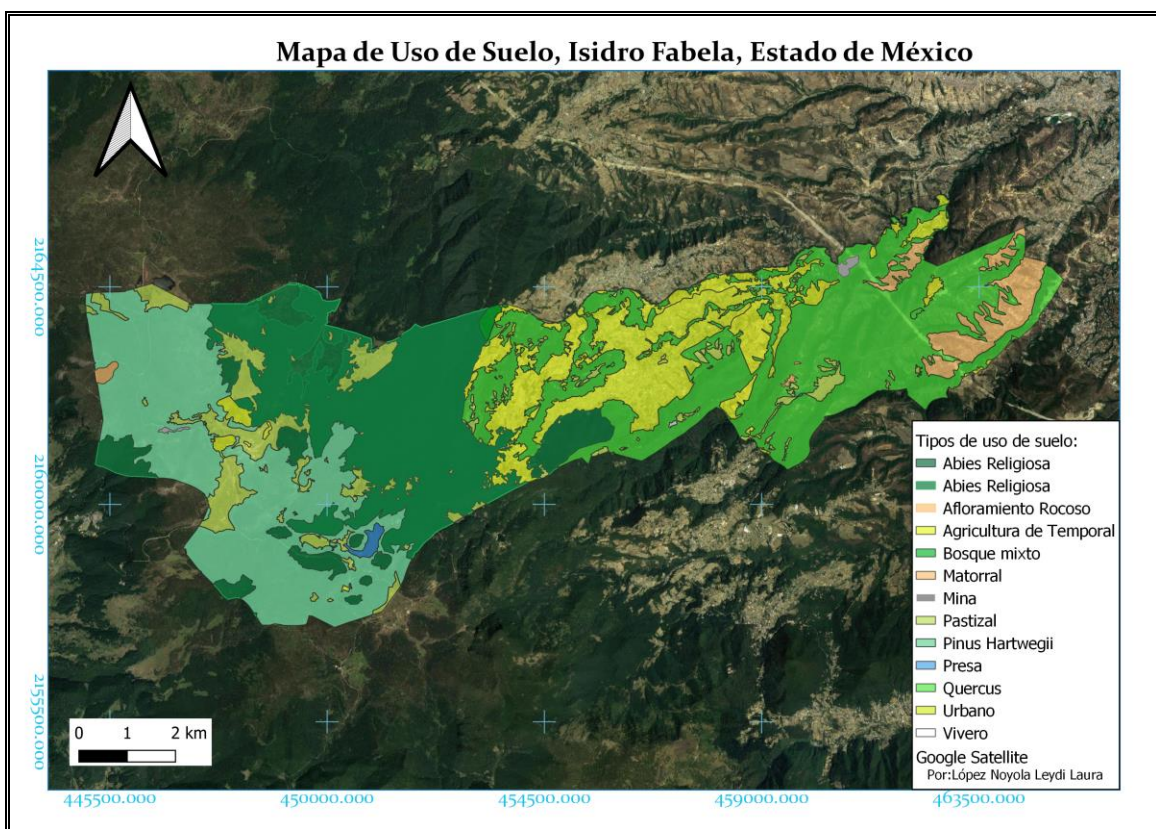 Mapa de Uso de Suelo, Isidro Fabela, Estado de México
2164500.000
2160000.000
2155500.000
Tipos de uso de suelo:
Abies Religiosa
Abies Religiosa
Afloramiento Rocoso
Agricultura de Temporal
Bosque mixto
Matorral
Mina
Pastizal
Pinus Hartwegii
Presa
Quercus
Urbano
Vivero
Google Satellite
Por:López Noyola Leydi Laura
0 1 2 km
445500.000 450000.000 454500.000 459000.000 463500.000